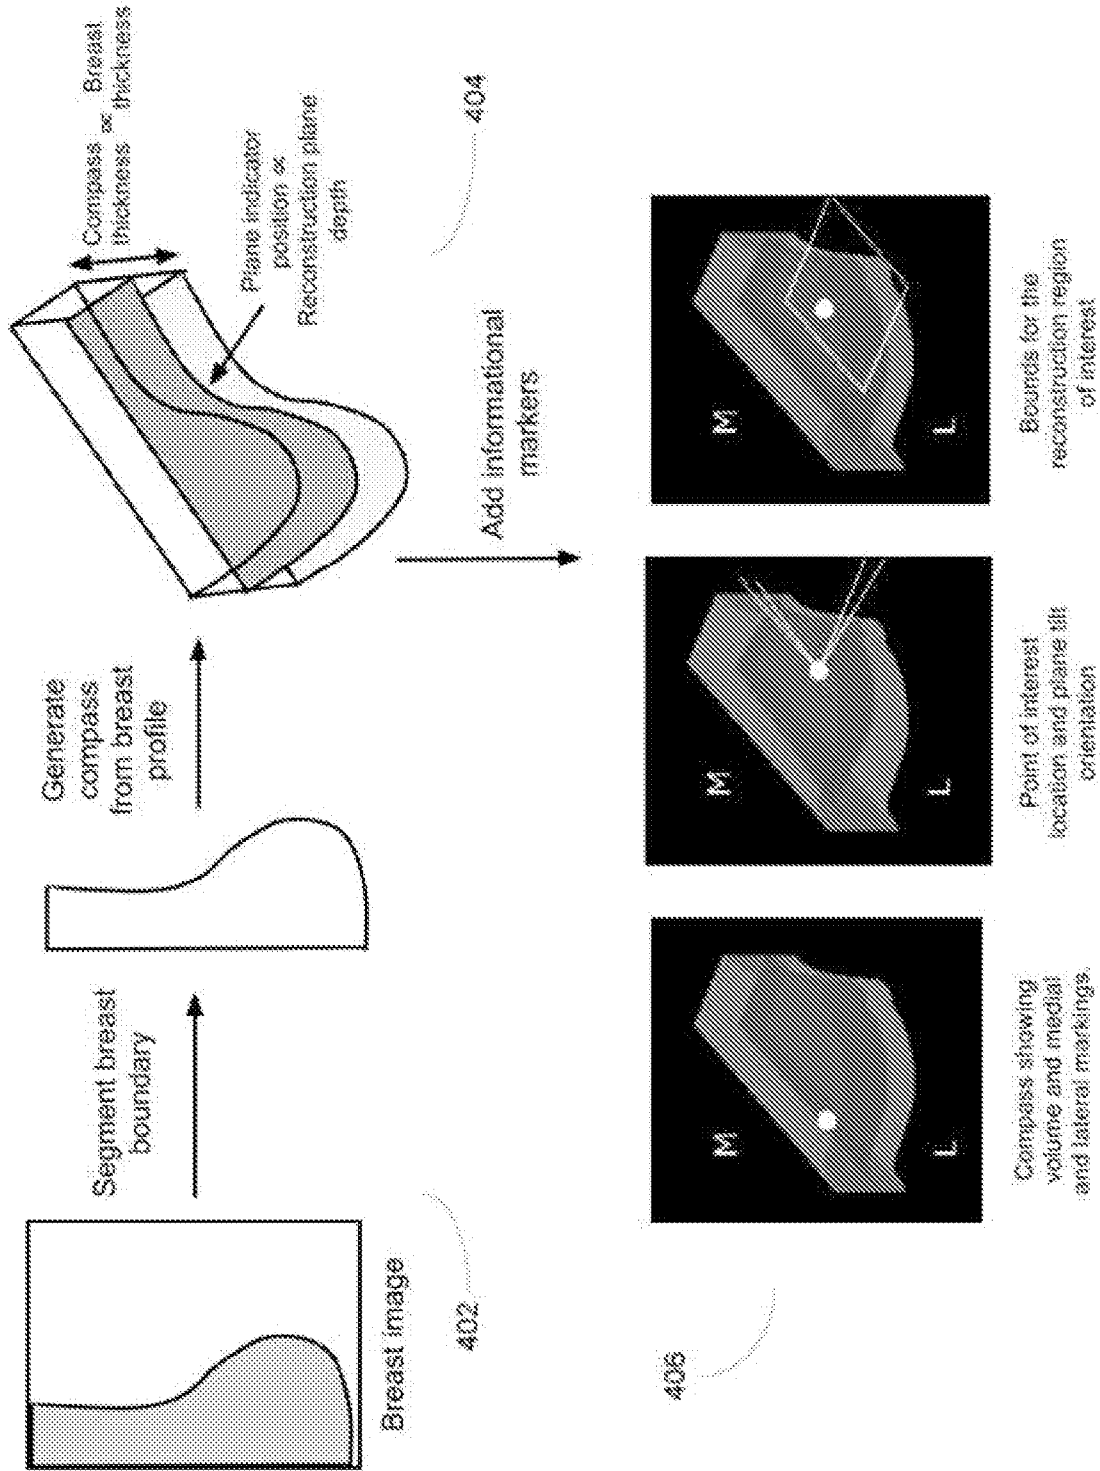 Breast image
402
Segment breast
boundary
Generate
compass
from breast
profile
Compass ∝ Breast
thickness thickness
Plane indicator
position ∝
Reconstruction plane
depth
404
Add informational
markers
406
M
L
Compass showing
volume and medial
and lateral markings.
M
L
Point of interest
location and plane tilt
orientation
M
L
Bounds for the
reconstruction region
of interest